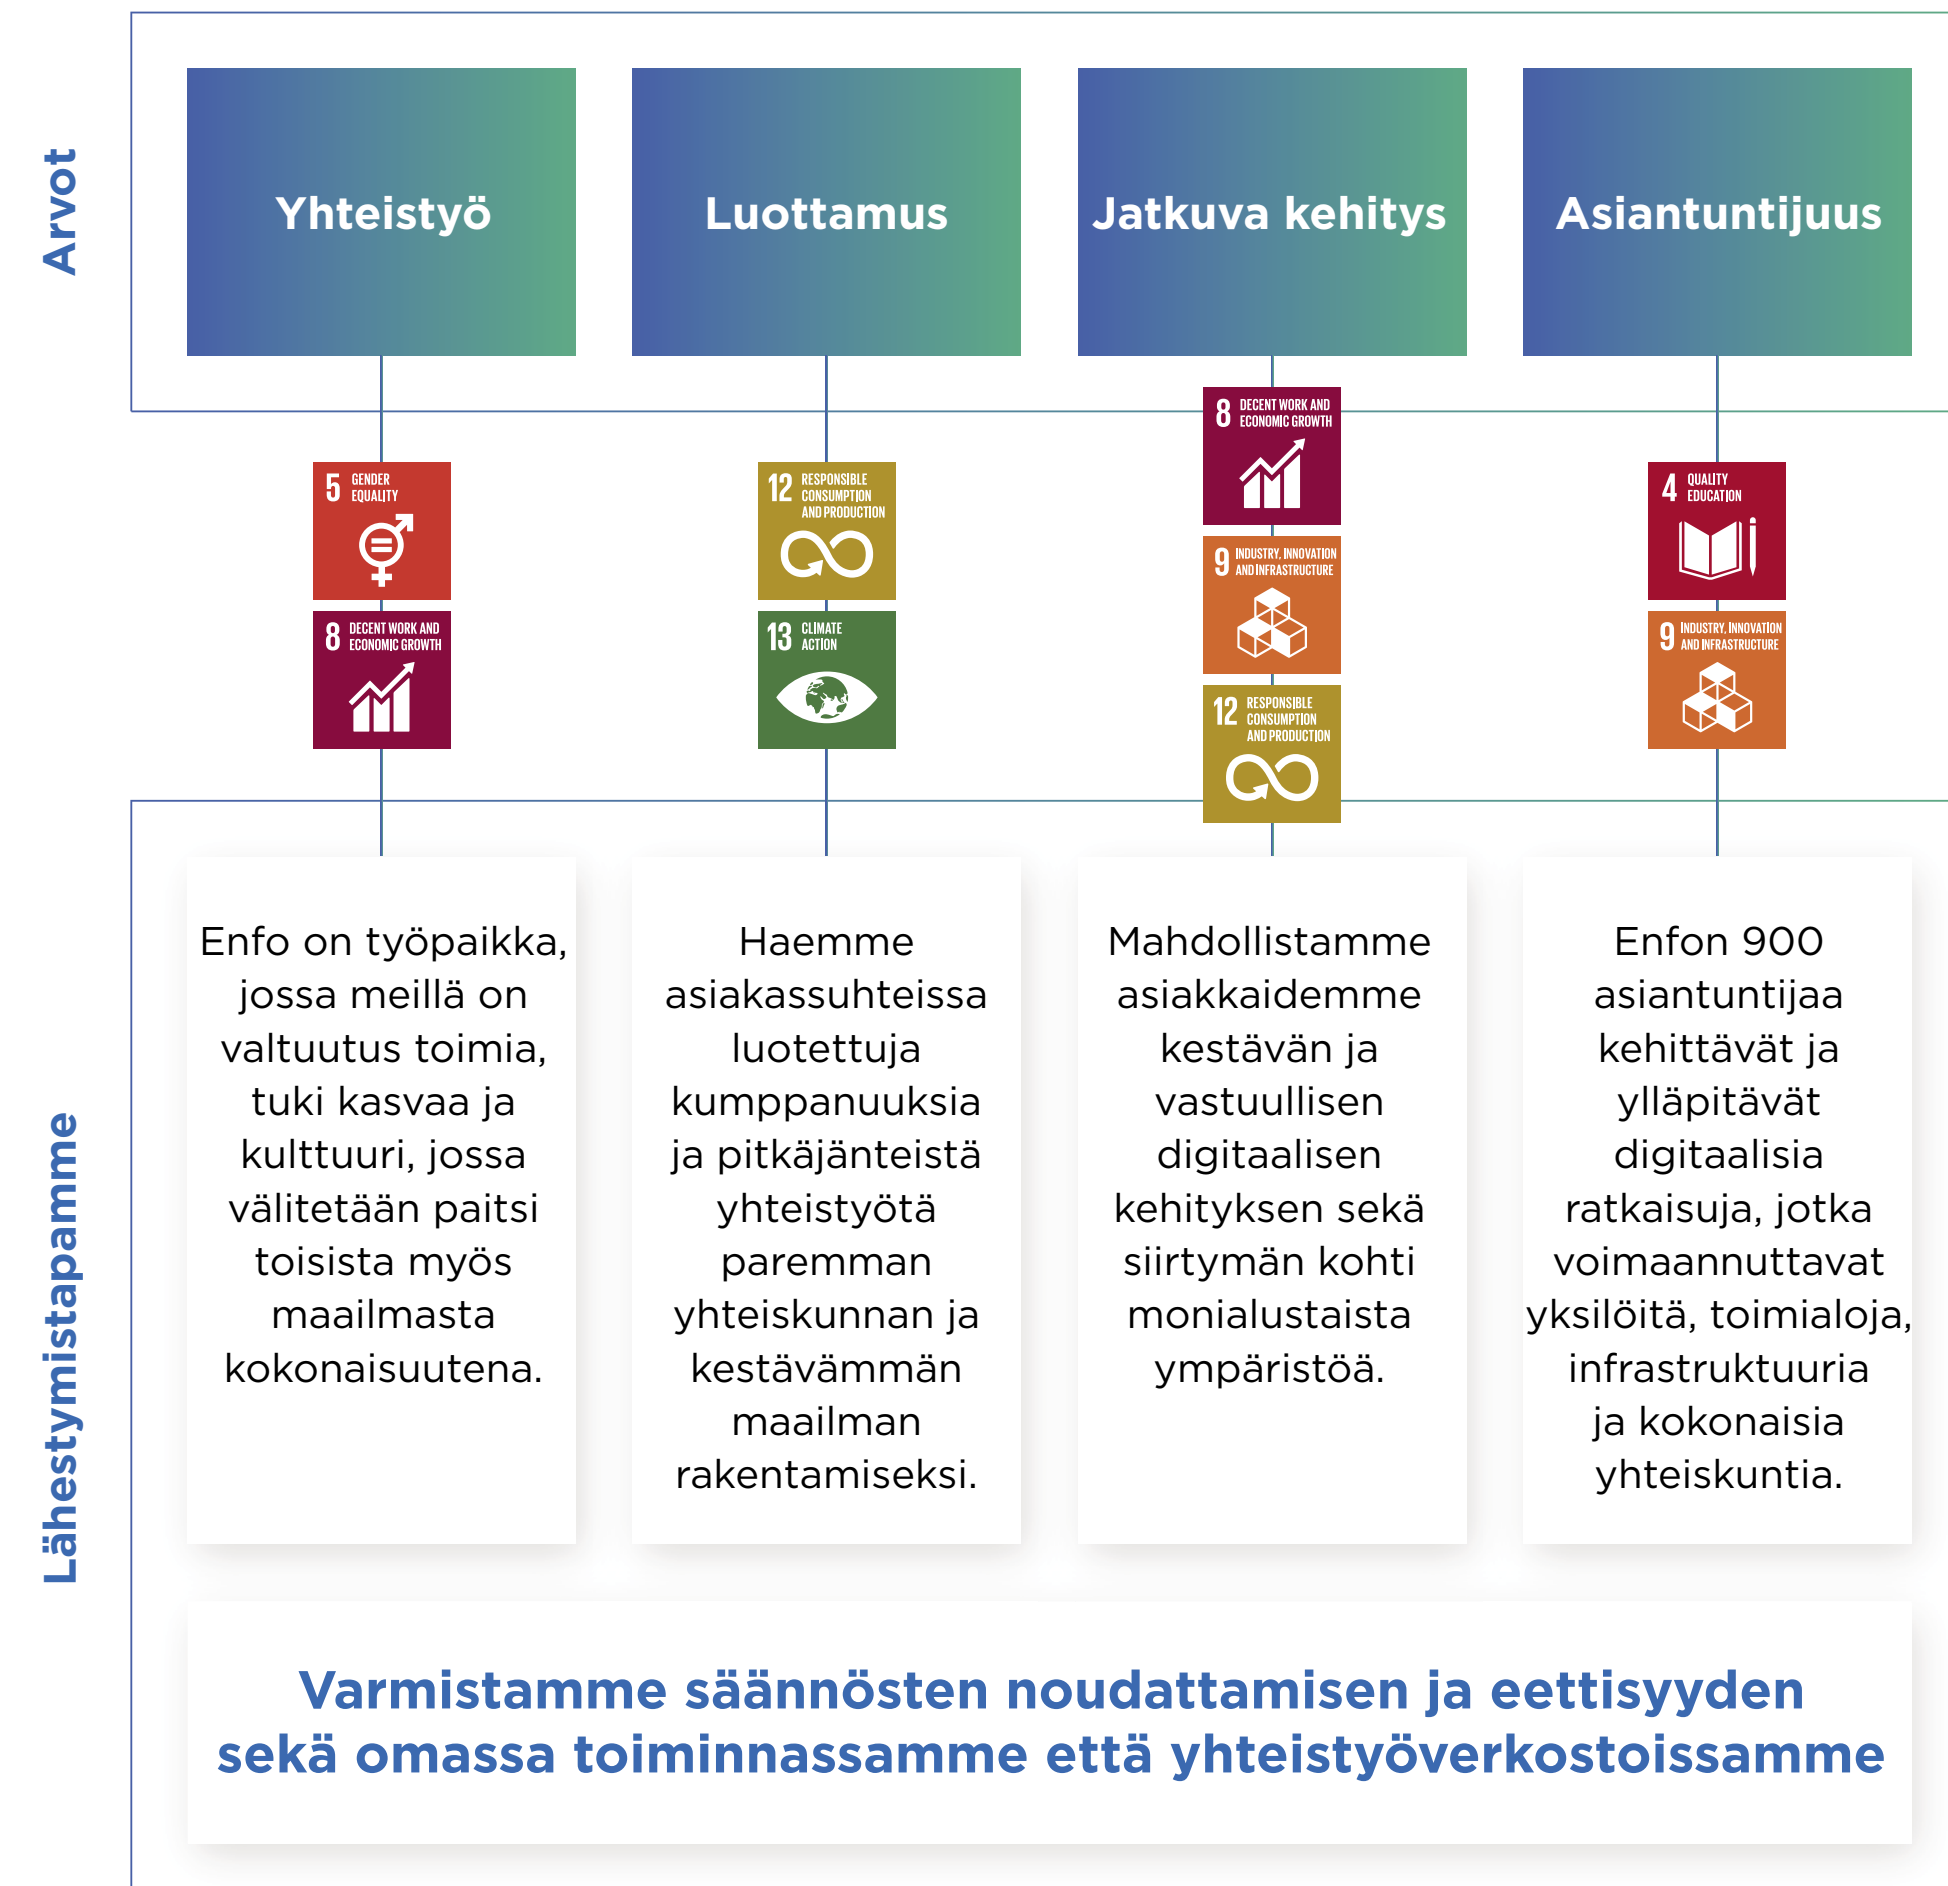 Arvot
Yhteistyö
Luottamus
Jatkuva kehitys
Asiantuntijuus
5 GENDER
EQUALITY
8 DECENT WORK AND
ECONOMIC GROWTH
12 RESPONSIBLE
CONSUMPTION
AND PRODUCTION
13 CLIMATE
ACTION
8 DECENT WORK AND
ECONOMIC GROWTH
9 INDUSTRY, INNOVATION
AND INFRASTRUCTURE
12 RESPONSIBLE
CONSUMPTION
AND PRODUCTION
4 QUALITY
EDUCATION
9 INDUSTRY, INNOVATION
AND INFRASTRUCTURE
Lähestymistapamme
Enfo on työpaikka,
jossa meillä on
valtuutus toimia,
tuki kasvaa ja
kulttuuri, jossa
välitetään paitsi
toisista myös
maailmasta
kokonaisuutena.
Haemme
asiakassuhteissa
luotettuja
kumppanuuksia
ja pitkäjänteistä
yhteistyötä
paremman
yhteiskunnan ja
kestävämmän
maailman
rakentamiseksi.
Mahdollistamme
asiakkaidemme
kestävän ja
vastuullisen
digitaalisen
kehityksen sekä
siirtymän kohti
monialustaista
ympäristöä.
Enfon 900
asiantuntijaa
kehittävät ja
ylläpitävät
digitaalisia
ratkaisuja, jotka
voimaannuttavat
yksilöitä, toimialoja,
infrastruktuuria
ja kokonaisia
yhteiskuntia.
Varmistamme säännösten noudattamisen ja eettisyyden
sekä omassa toiminnassamme että yhteistyöverkostoissamme